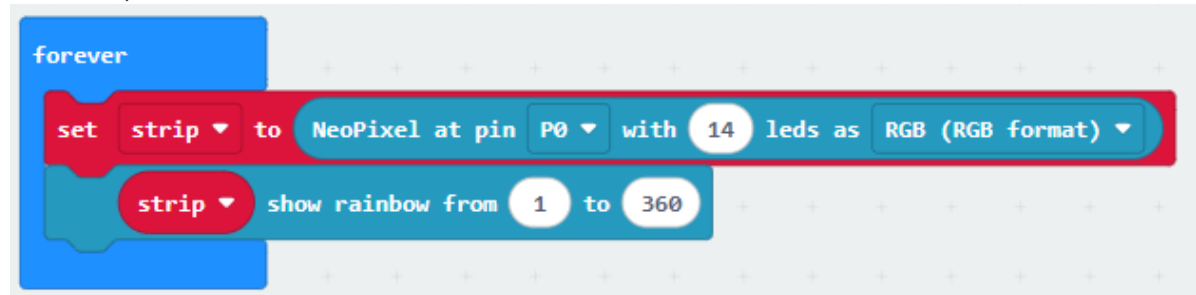 forever
set strip to NeoPixel at pin P0 with 14 leds as RGB (RGB format)
strip show rainbow from 1 to 360